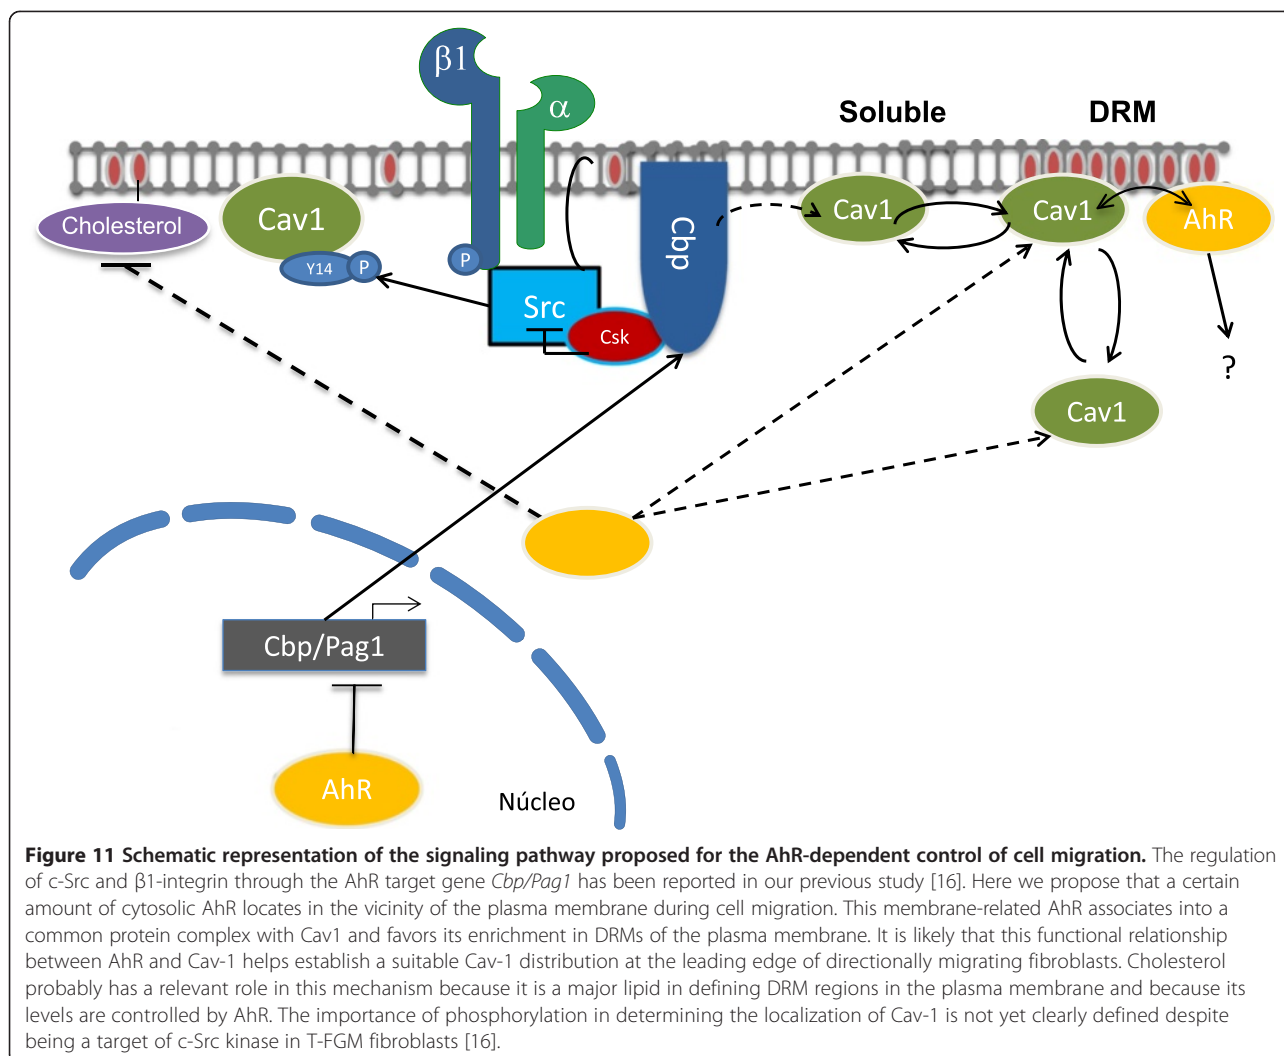 β1
α
Soluble
DRM
Cholesterol
Cav1
Y14
P
P
Src
Csk
Cbp
Cav1
Cav1
AhR
?
Cav1
Cbp/Pag1
AhR
Núcleo
Figure 11 Schematic representation of the signaling pathway proposed for the AhR-dependent control of cell migration. The regulation
of c-Src and β1-integrin through the AhR target gene Cbp/Pag1 has been reported in our previous study [16]. Here we propose that a certain
amount of cytosolic AhR locates in the vicinity of the plasma membrane during cell migration. This membrane-related AhR associates into a
common protein complex with Cav1 and favors its enrichment in DRMs of the plasma membrane. It is likely that this functional relationship
between AhR and Cav-1 helps establish a suitable Cav-1 distribution at the leading edge of directionally migrating fibroblasts. Cholesterol
probably has a relevant role in this mechanism because it is a major lipid in defining DRM regions in the plasma membrane and because its
levels are controlled by AhR. The importance of phosphorylation in determining the localization of Cav-1 is not yet clearly defined despite
being a target of c-Src kinase in T-FGM fibroblasts [16].